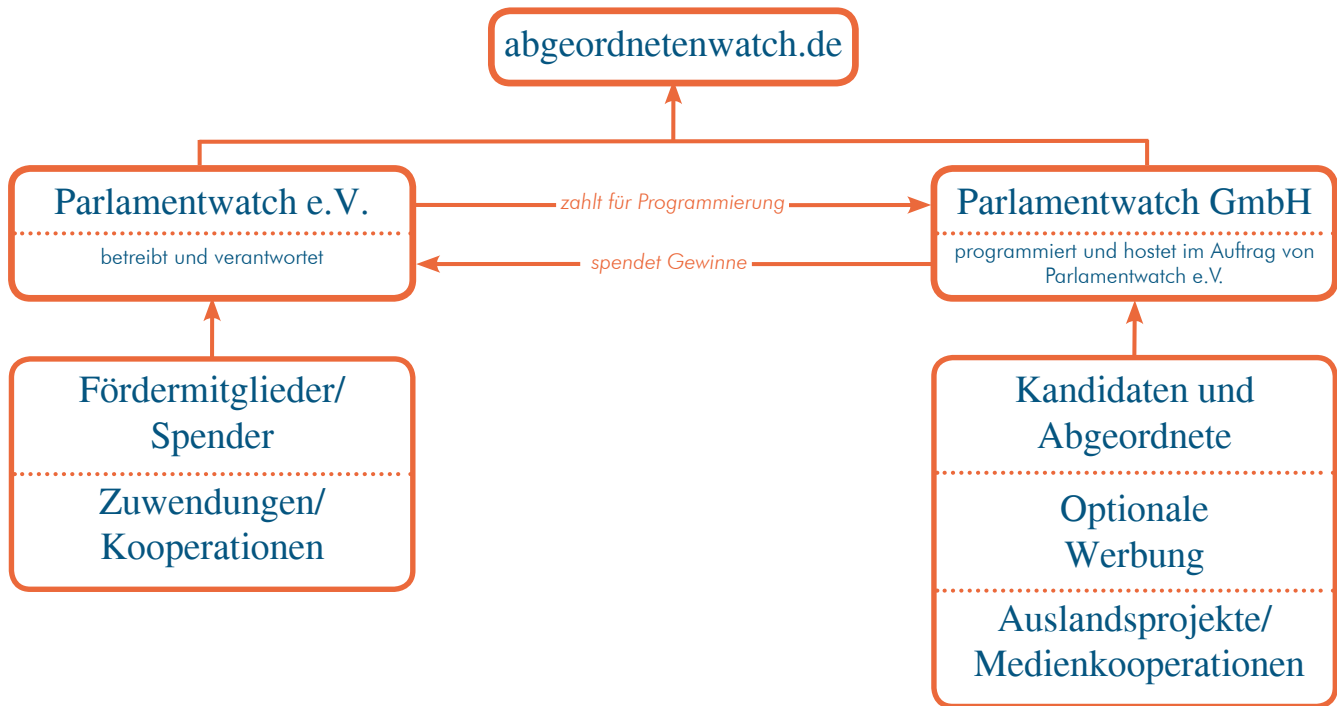 abgeordnetenwatch.de
Parlamentwatch e.V.
betreibt und verantwortet
zahlt für Programmierung
spendet Gewinne
Parlamentwatch GmbH
programmiert und hostet im Auftrag von
Parlamentwatch e.V.
Fördermitglieder/
Spender
Zuwendungen/
Kooperationen
Kandidaten und
Abgeordnete
Optionale
Werbung
Auslandsprojekte/
Medienkooperationen